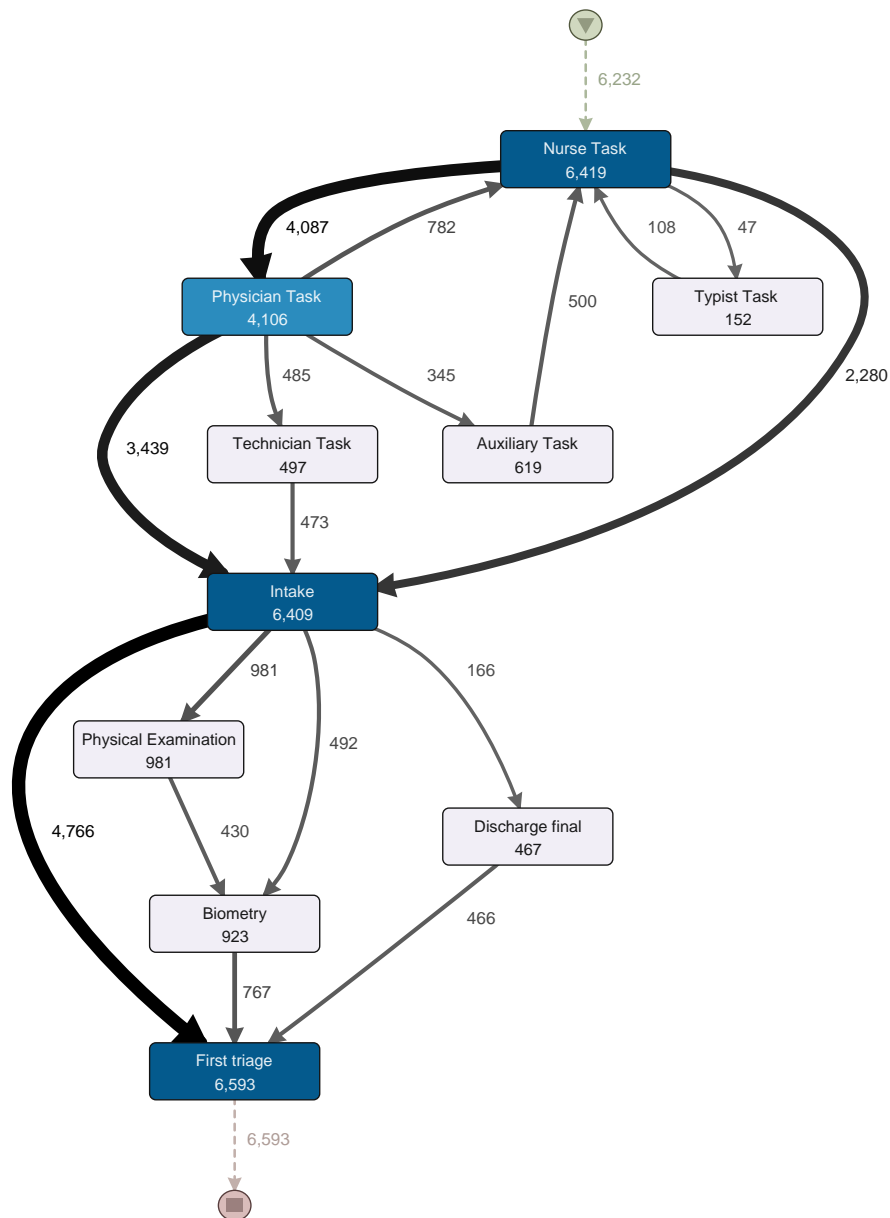 6,232
Nurse Task
6,419
4,087
782
108
47
Physician Task
4,106
Typist Task
152
500
485
345
2,280
3,439
Technician Task
497
Auxiliary Task
619
473
Intake
6,409
981
166
492
Physical Examination
981
4,766
430
Discharge final
467
Biometry
923
466
767
First triage
6,593
6,593